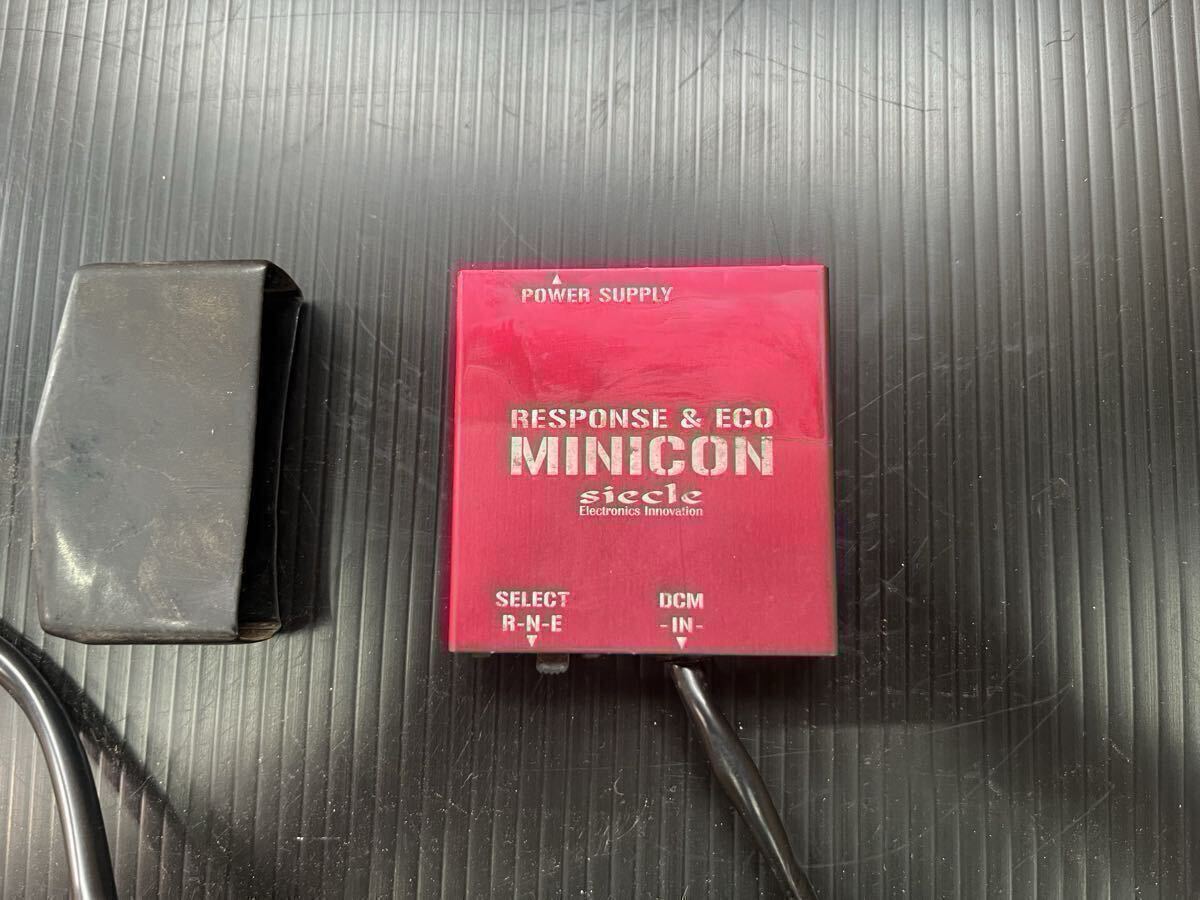 POWER SUPPLY
RESPONSE & ECO
MINICON
siecle
Electronics Innovation
SELECT
R-N-E
DCM
-IN-